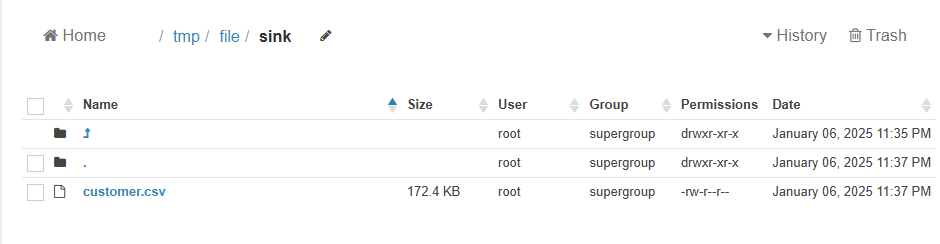 Home / tmp / file / sink History Trash
Name Size User Group Permissions Date
root supergroup drwxr-xr-x January 06, 2025 11:35 PM
. root supergroup drwxr-xr-x January 06, 2025 11:37 PM
customer.csv 172.4 KB root supergroup -rw-r--r-- January 06, 2025 11:37 PM